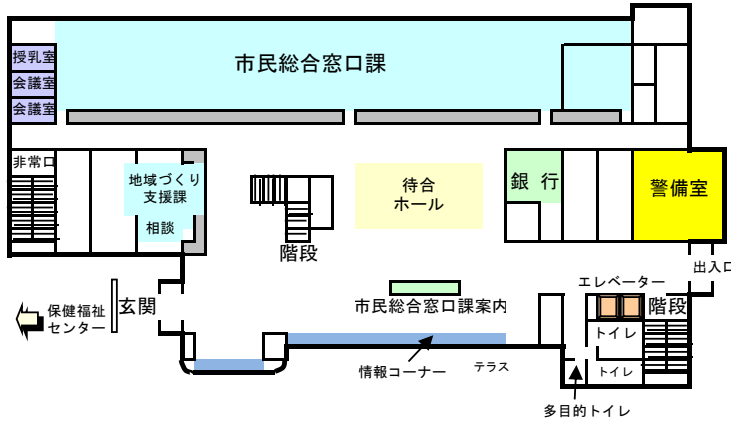 市民総合窓口課
授乳室
会議室
会議室
非常口
地域づくり
支援課
相談
待合
ホール
銀 行
警備室
階段
出入口
エレベーター
階段
市民総合窓口課案内
玄関
保健福祉
センター
トイレ
トイレ
情報コーナー
テラス
多目的トイレ